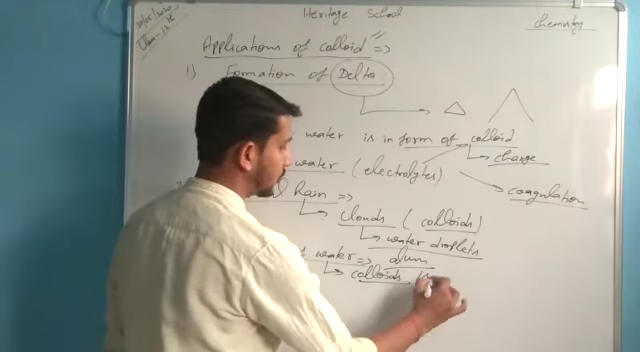 Heritage School
chemistry
Applications of colloid =>
1) Formation of Delta
water is in form of colloid
charge
water (electrolytes)
coagulation
Rain =>
clouds (colloids)
water droplets
water => alum
colloids